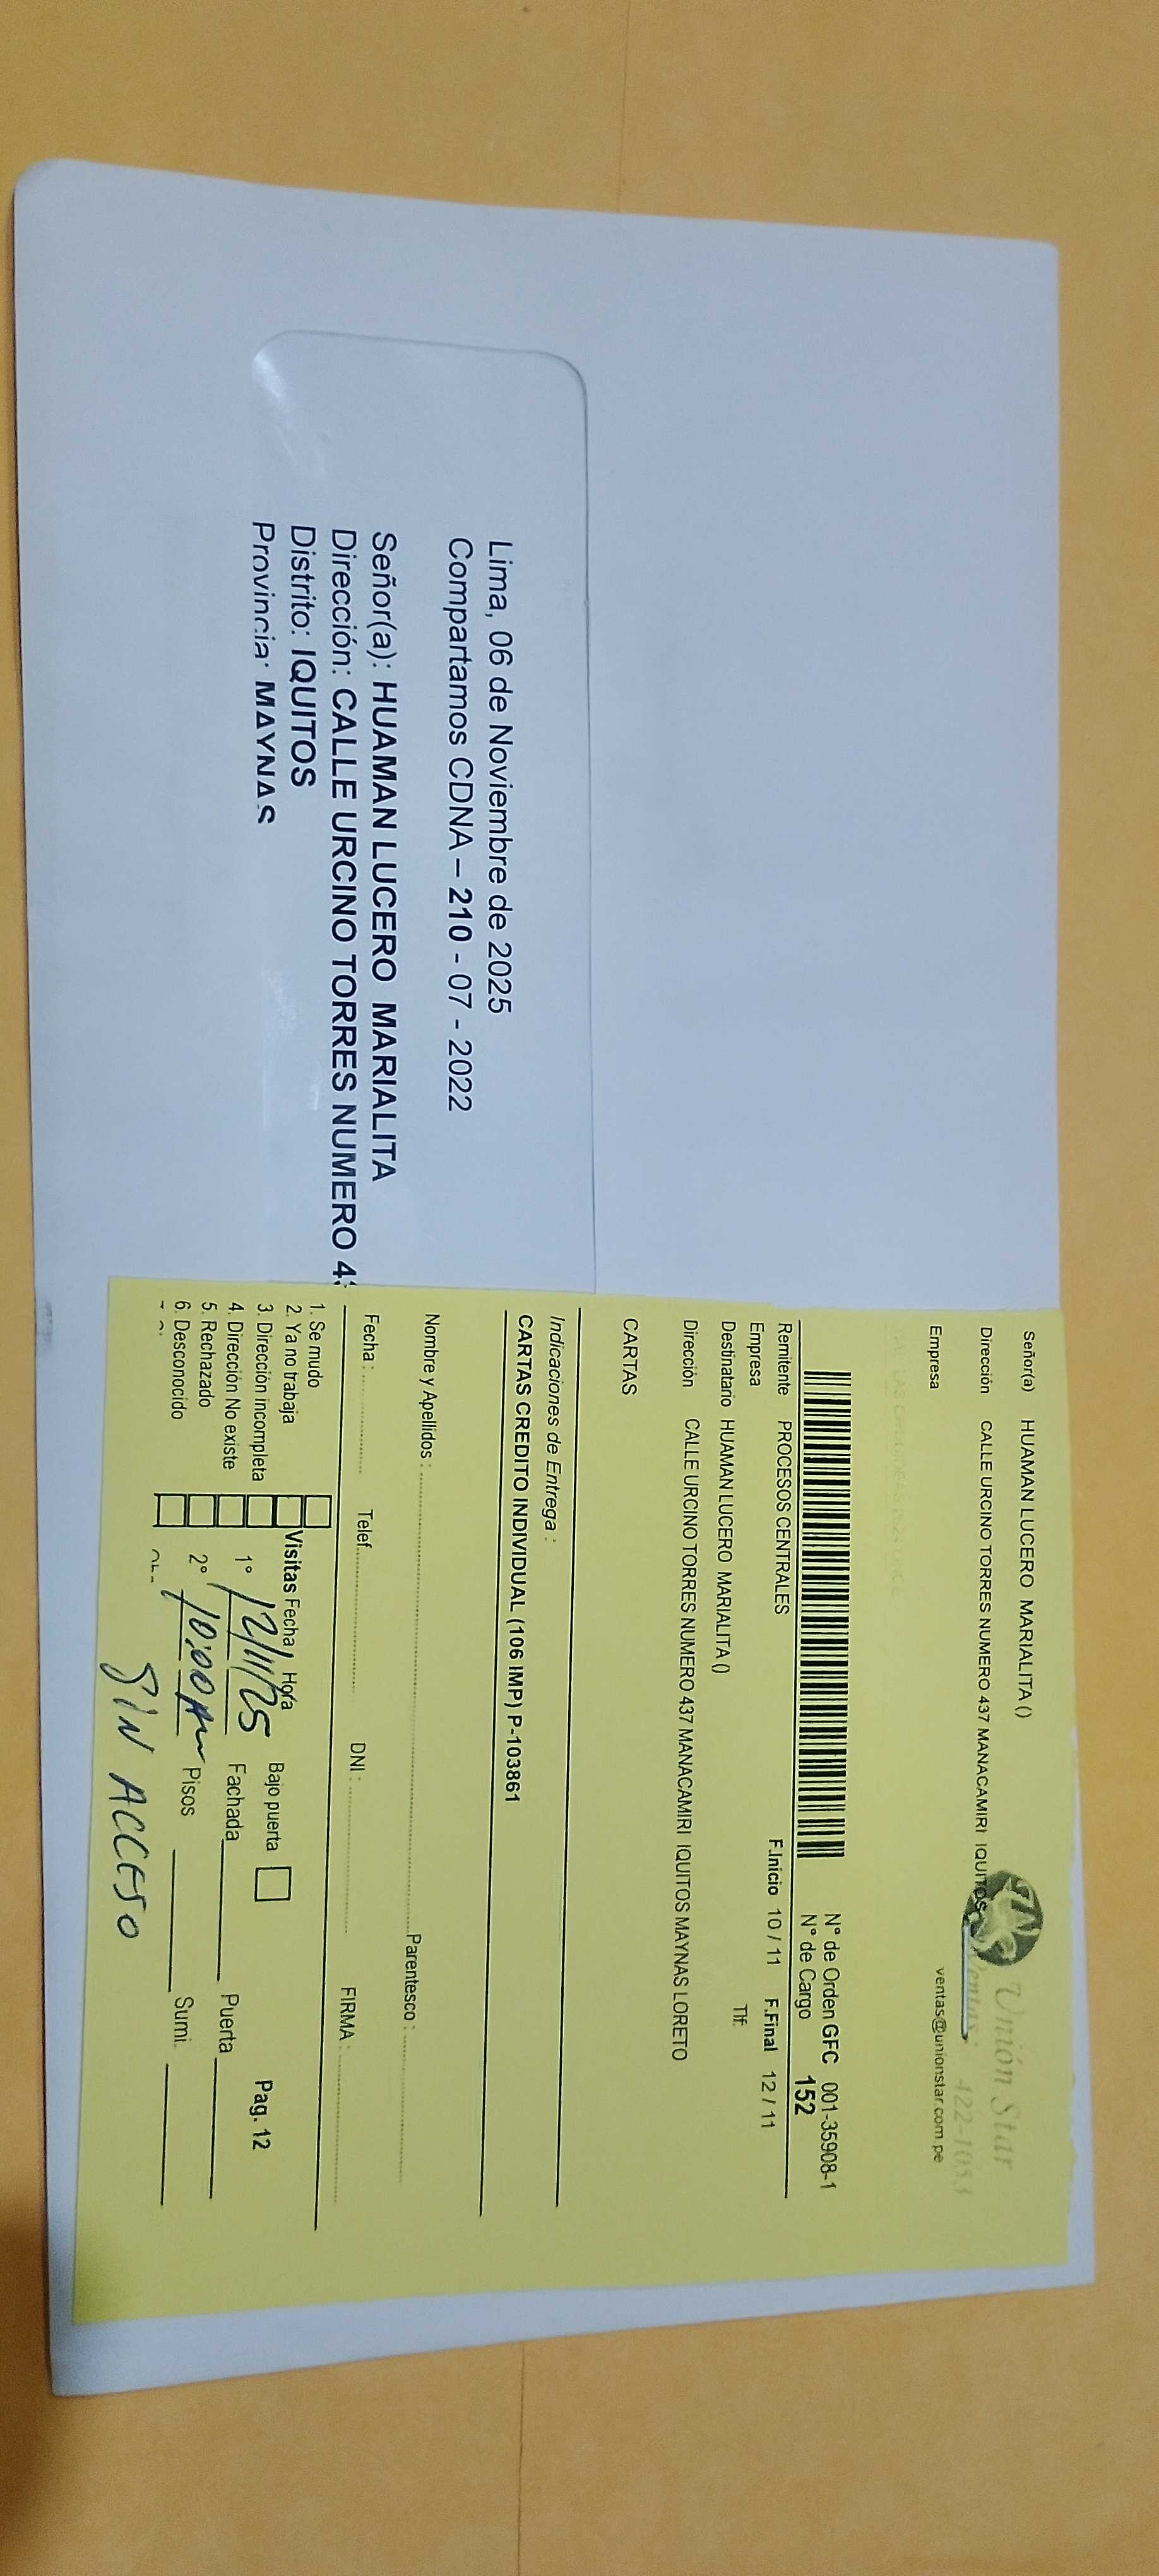 Lima, 06 de Noviembre de 2025
Compartamos CDNA – 210 - 07 - 2022
Señor(a): HUAMAN LUCERO MARIALITA
Dirección: CALLE URCINO TORRES NUMERO
Distrito: IQUITOS
Provincia: MAYNAS
Unión Star
Ventas: 422-1093
Señor(a) HUAMAN LUCERO MARIALITA ()
Dirección CALLE URCINO TORRES NUMERO 437 MANACAMIRI IQUITOS
Empresa ventas@unionstar.com.pe
N° de Orden GFC 001-35908-1
N° de Cargo 152
Remitente PROCESOS CENTRALES F.Inicio 10 / 11 F.Final 12 / 11
Empresa Tlf:
Destinatario HUAMAN LUCERO MARIALITA ()
Dirección CALLE URCINO TORRES NUMERO 437 MANACAMIRI IQUITOS MAYNAS LORETO
CARTAS
Indicaciones de Entrega :
CARTAS CREDITO INDIVIDUAL (106 IMP) P-103861
Nombre y Apellidos : Parentesco :
Fecha : Telef. DNI : FIRMA :
1. Se mudo
2. Ya no trabaja
3. Dirección incompleta
4. Dirección No existe
5. Rechazado
6. Desconocido
Visitas Fecha / Hora Bajo puerta Pag. 12
1° 12/11/25 Fachada Puerta
2° 10:00 Am Pisos Sumi.
SIN ACCESO